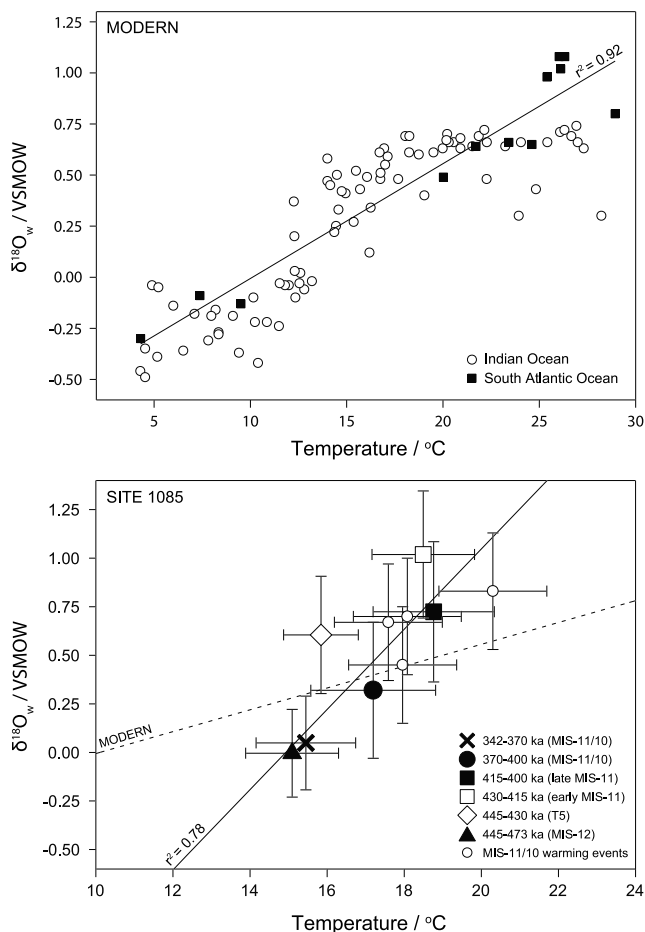 MODERN
1.25
1.00
0.75
0.50
0.25
0.00
-0.25
-0.50
δ18Ow / VSMOW
r2 = 0.92
Indian Ocean
South Atlantic Ocean
5 10 15 20 25 30
Temperature / oC
SITE 1085
1.25
1.00
0.75
0.50
0.25
0.00
-0.25
-0.50
δ18Ow / VSMOW
MODERN
r2 = 0.78
342-370 ka (MIS-11/10)
370-400 ka (MIS-11/10)
415-400 ka (late MIS-11)
430-415 ka (early MIS-11)
445-430 ka (T5)
445-473 ka (MIS-12)
MIS-11/10 warming events
10 12 14 16 18 20 22 24
Temperature / oC